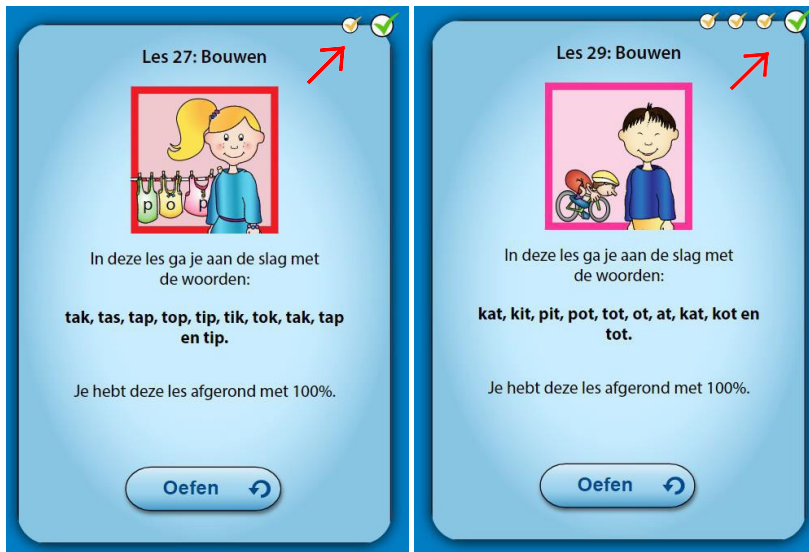 Les 27: Bouwen
p o p
In deze les ga je aan de slag met
de woorden:
tak, tas, tap, top, tip, tik, tok, tak, tap
en tip.
Je hebt deze les afgerond met 100%.
Oefen
Les 29: Bouwen
In deze les ga je aan de slag met
de woorden:
kat, kit, pit, pot, tot, ot, at, kat, kot en
tot.
Je hebt deze les afgerond met 100%.
Oefen